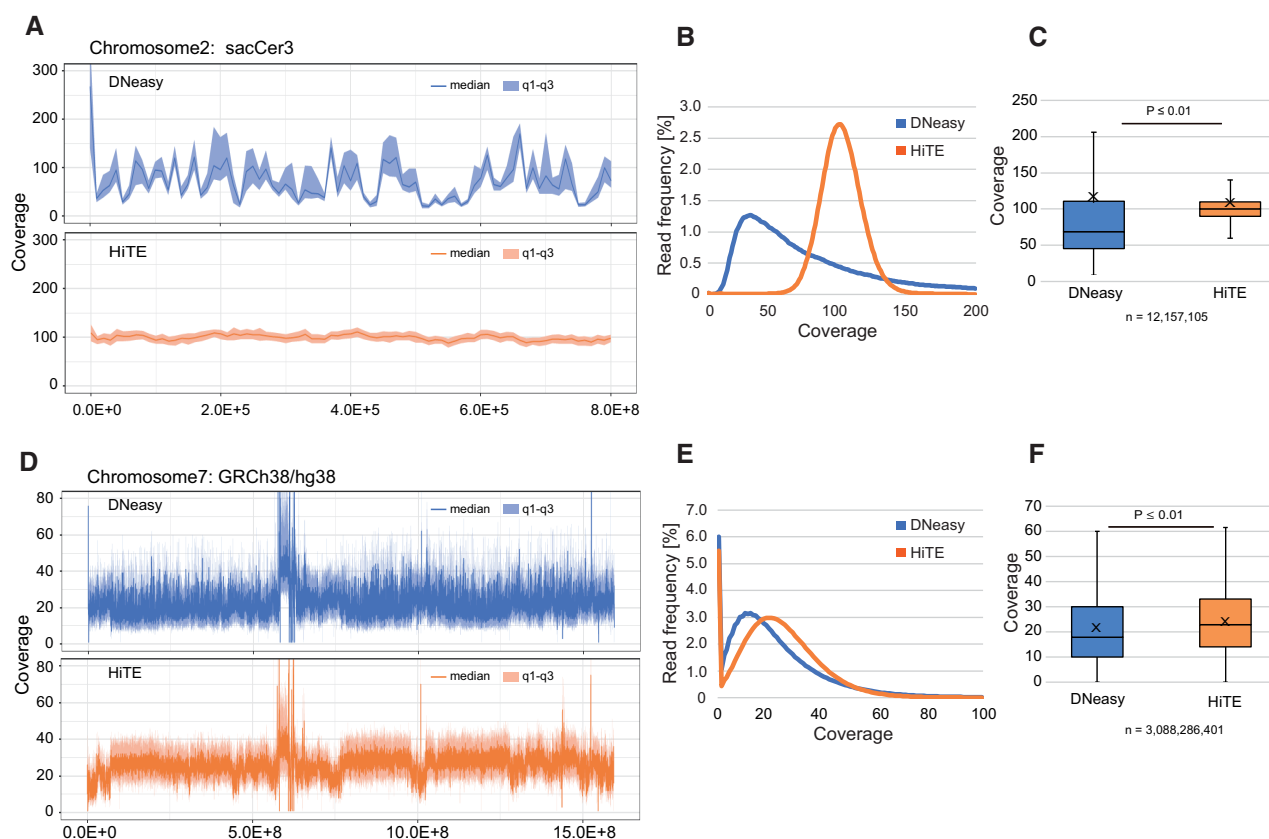 A
Chromosome2: sacCer3
DNeasy
median
q1-q3
300
200
100
0
HiTE
median
q1-q3
300
200
100
0
Coverage
0.0E+0
2.0E+5
4.0E+5
6.0E+5
8.0E+8
B
Read frequency [%]
3.0
2.5
2.0
1.5
1.0
0.5
0
DNeasy
HiTE
0
50
100
150
200
Coverage
C
Coverage
250
200
150
100
50
0
P ≤ 0.01
DNeasy
HiTE
n = 12,157,105
D
Chromosome7: GRCh38/hg38
DNeasy
median
q1-q3
80
60
40
20
0
HiTE
median
q1-q3
80
60
40
20
0
Coverage
0.0E+0
5.0E+8
10.0E+8
15.0E+8
E
Read frequency [%]
7.0
6.0
5.0
4.0
3.0
2.0
1.0
0
DNeasy
HiTE
0
20
40
60
80
100
Coverage
F
Coverage
70
60
50
40
30
20
10
0
P ≤ 0.01
DNeasy
HiTE
n = 3,088,286,401